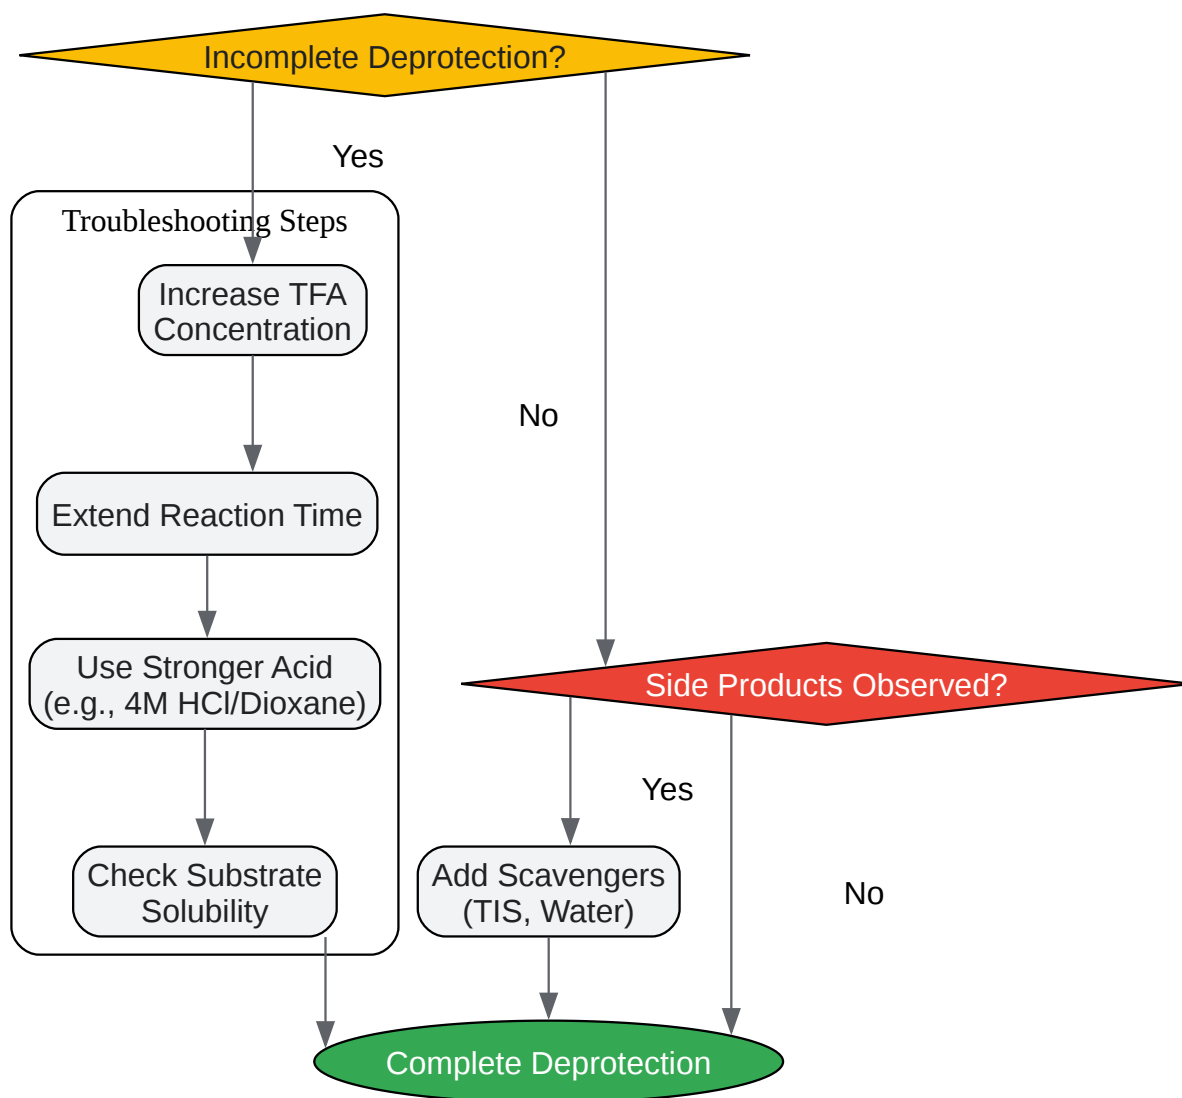 Incomplete Deprotection?
Yes
Troubleshooting Steps
Increase TFA
Concentration
No
Extend Reaction Time
Use Stronger Acid
(e.g., 4M HCl/Dioxane)
Side Products Observed?
Yes
Check Substrate
Solubility
Add Scavengers
(TIS, Water)
No
Complete Deprotection